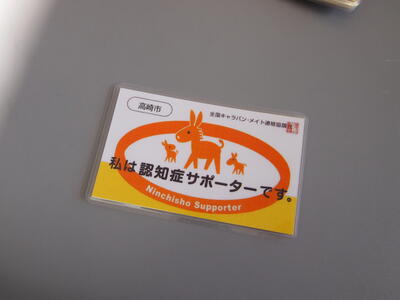 高崎市
全国キャラバン・メイト連絡協議会
私は認知症サポーターです。
Ninchisho Supporter